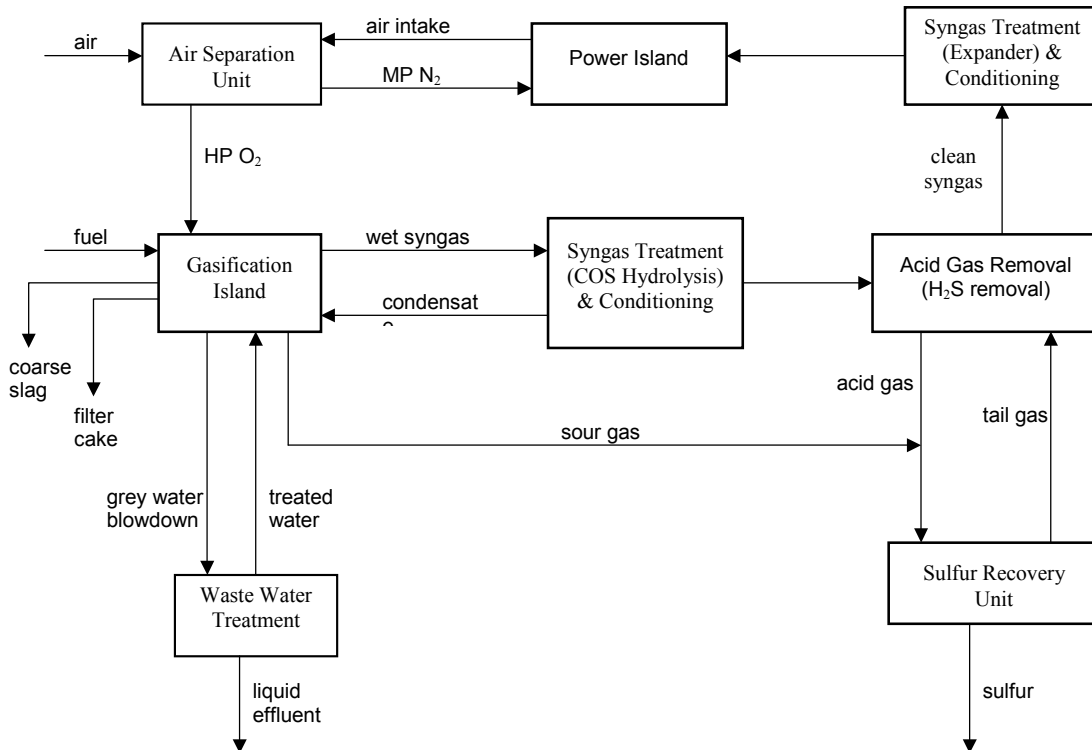 air
Air Separation
Unit
air intake
MP N₂
Power Island
Syngas Treatment
(Expander) &
Conditioning
HP O₂
clean
syngas
fuel
Gasification
Island
wet syngas
condensat
Syngas Treatment
(COS Hydrolysis)
& Conditioning
Acid Gas Removal
(H₂S removal)
coarse
slag
filter
cake
sour gas
acid gas
tail gas
grey water
blowdown
treated
water
Waste Water
Treatment
Sulfur Recovery
Unit
liquid
effluent
sulfur